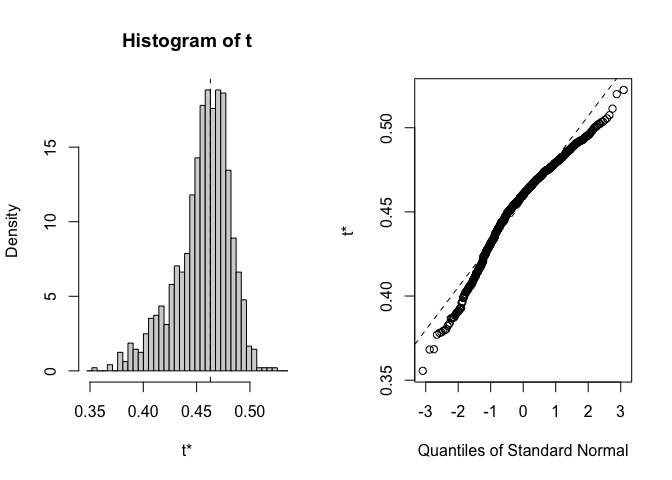 Histogram of t
Density
0
5
10
15
0.35 0.40 0.45 0.50
t*
t*
0.35
0.40
0.45
0.50
-3 -2 -1 0 1 2 3
Quantiles of Standard Normal